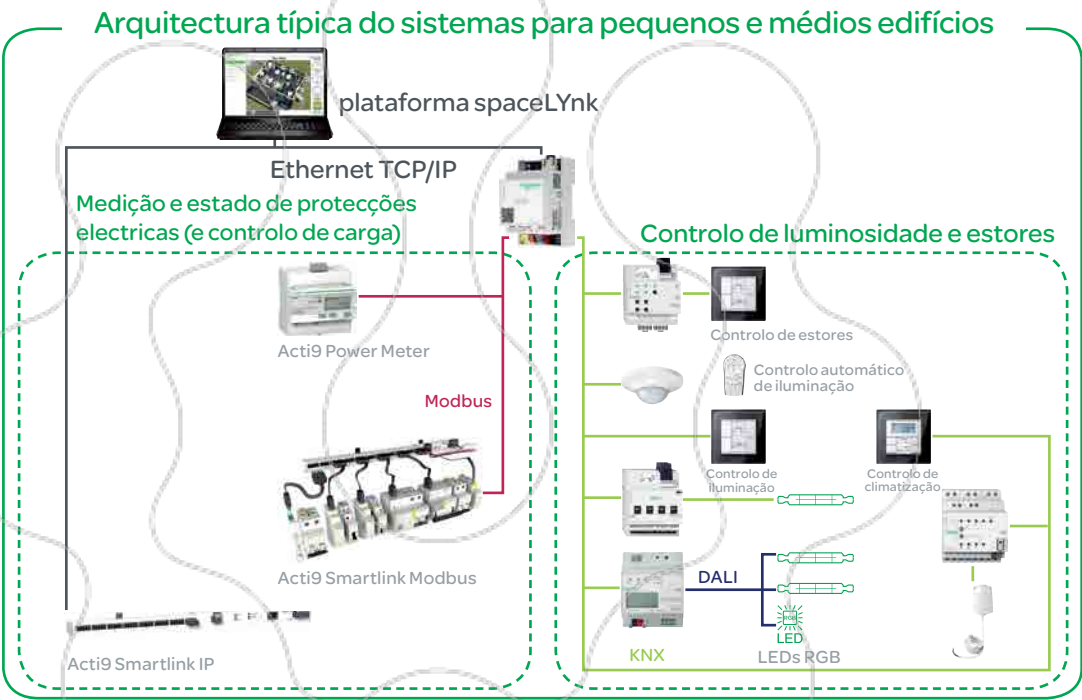 Arquitectura típica do sistemas para pequenos e médios edifícios
plataforma spaceLYnk
Ethernet TCP/IP
Medição e estado de protecções
electricas (e controlo de carga)
Controlo de luminosidade e estores
Acti9 Power Meter
Controlo de estores
Controlo automático
de iluminação
Modbus
Controlo de
iluminação
Controlo de
climatização
Acti9 Smartlink Modbus
DALI
RGB
LED
KNX
LEDs RGB
Acti9 Smartlink IP